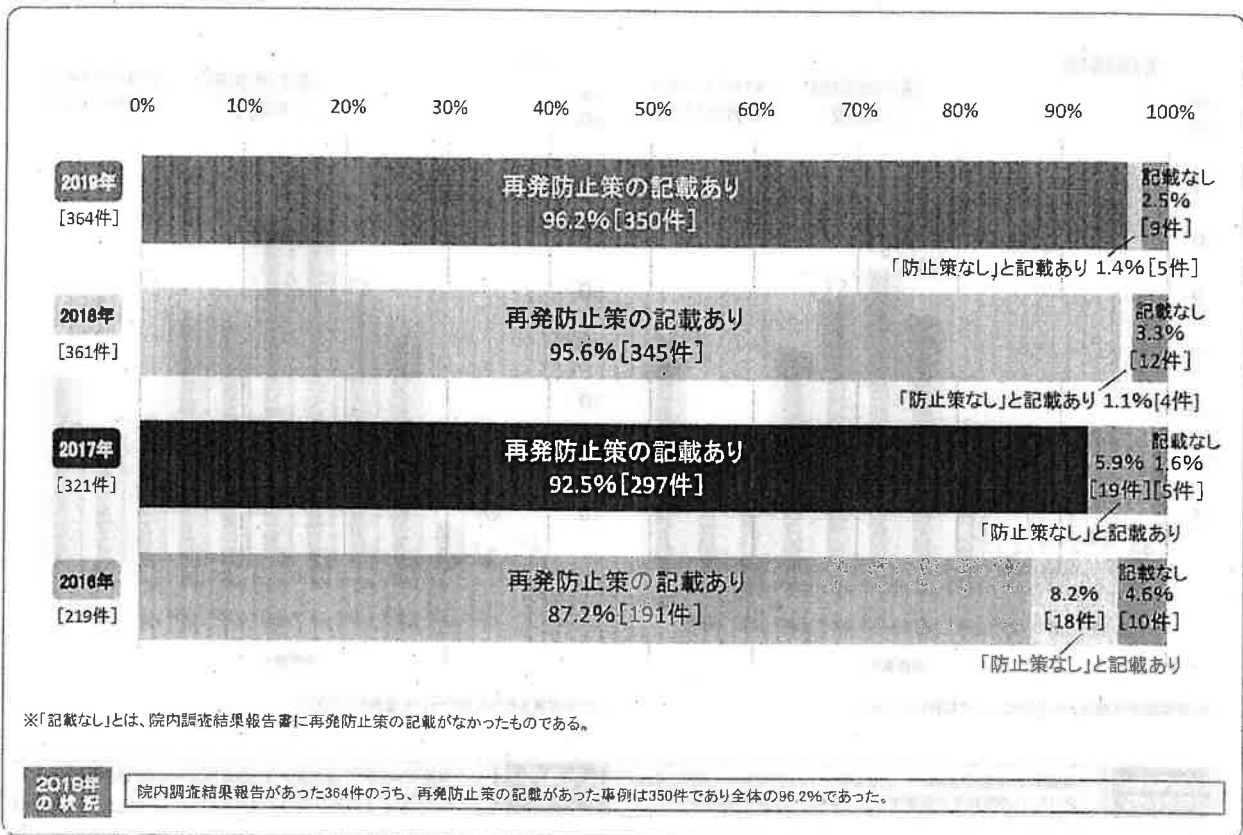 0% 10% 20% 30% 40% 50% 60% 70% 80% 90% 100%
2019年
[364件]
再発防止策の記載あり
96.2%[350件]
記載なし
2.5%
[9件]
「防止策なし」と記載あり 1.4%[5件]
2018年
[361件]
再発防止策の記載あり
95.6%[345件]
記載なし
3.3%
[12件]
「防止策なし」と記載あり 1.1%[4件]
2017年
[321件]
再発防止策の記載あり
92.5%[297件]
記載なし
5.9% 1.6%
[19件][5件]
「防止策なし」と記載あり
2016年
[219件]
再発防止策の記載あり
87.2%[191件]
記載なし
8.2% 4.6%
[18件] [10件]
「防止策なし」と記載あり
※「記載なし」とは、院内調査結果報告書に再発防止策の記載がなかったものである。
2019年
の状況
院内調査結果報告があった364件のうち、再発防止策の記載があった事例は350件であり全体の96.2%であった。